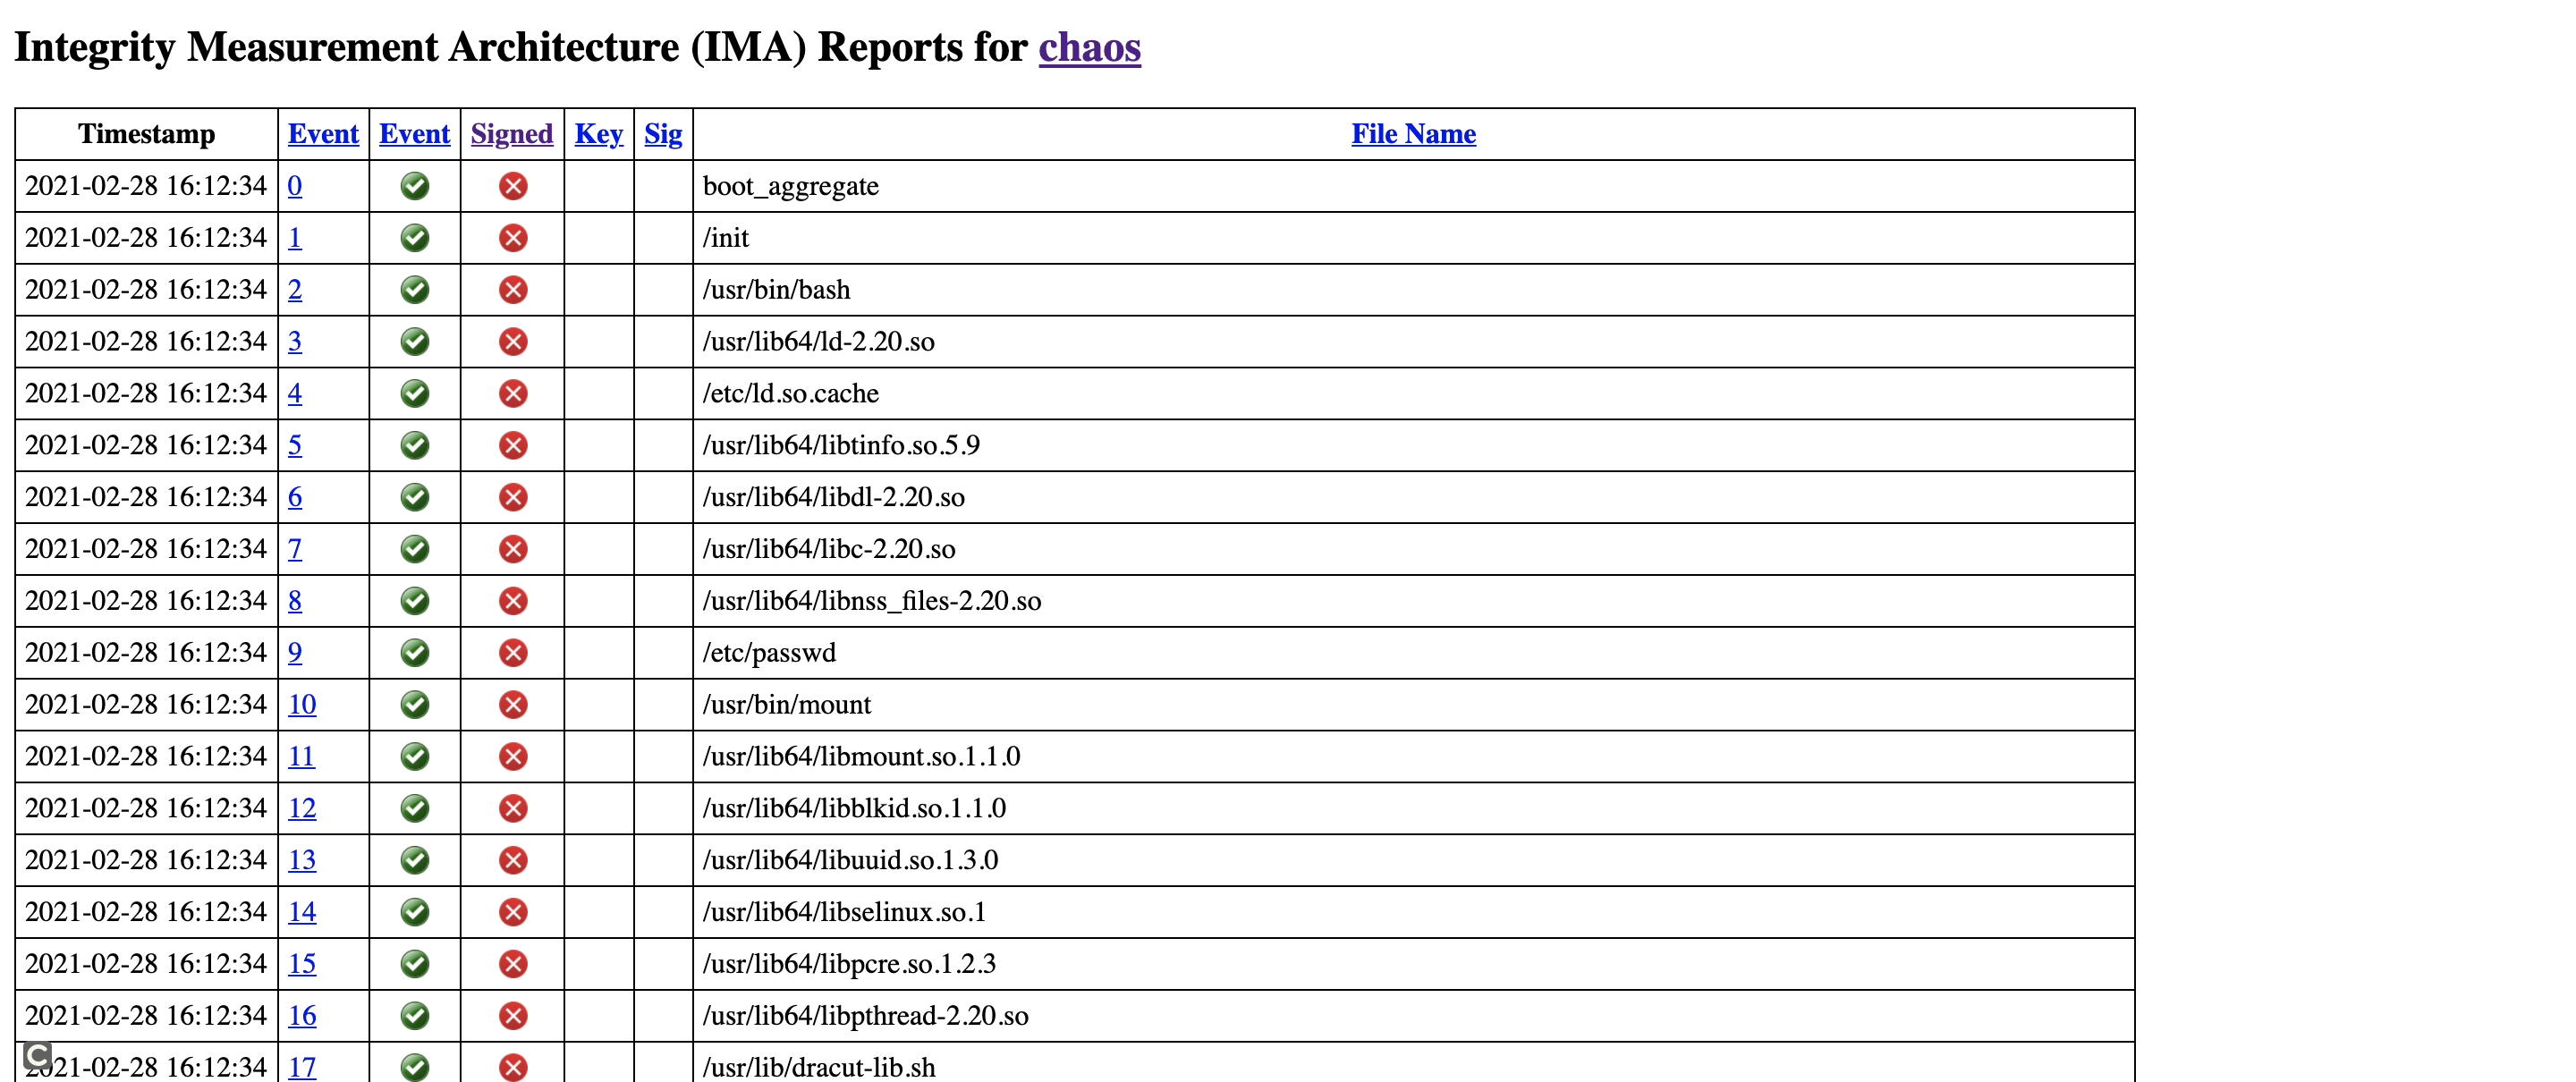 Integrity Measurement Architecture (IMA) Reports for chaos
Timestamp Event Event Signed Key Sig File Name
2021-02-28 16:12:34 0 boot_aggregate
2021-02-28 16:12:34 1 /init
2021-02-28 16:12:34 2 /usr/bin/bash
2021-02-28 16:12:34 3 /usr/lib64/ld-2.20.so
2021-02-28 16:12:34 4 /etc/ld.so.cache
2021-02-28 16:12:34 5 /usr/lib64/libtinfo.so.5.9
2021-02-28 16:12:34 6 /usr/lib64/libdl-2.20.so
2021-02-28 16:12:34 7 /usr/lib64/libc-2.20.so
2021-02-28 16:12:34 8 /usr/lib64/libnss_files-2.20.so
2021-02-28 16:12:34 9 /etc/passwd
2021-02-28 16:12:34 10 /usr/bin/mount
2021-02-28 16:12:34 11 /usr/lib64/libmount.so.1.1.0
2021-02-28 16:12:34 12 /usr/lib64/libblkid.so.1.1.0
2021-02-28 16:12:34 13 /usr/lib64/libuuid.so.1.3.0
2021-02-28 16:12:34 14 /usr/lib64/libselinux.so.1
2021-02-28 16:12:34 15 /usr/lib64/libpcre.so.1.2.3
2021-02-28 16:12:34 16 /usr/lib64/libpthread-2.20.so
C
2021-02-28 16:12:34 17 /usr/lib/dracut-lib.sh